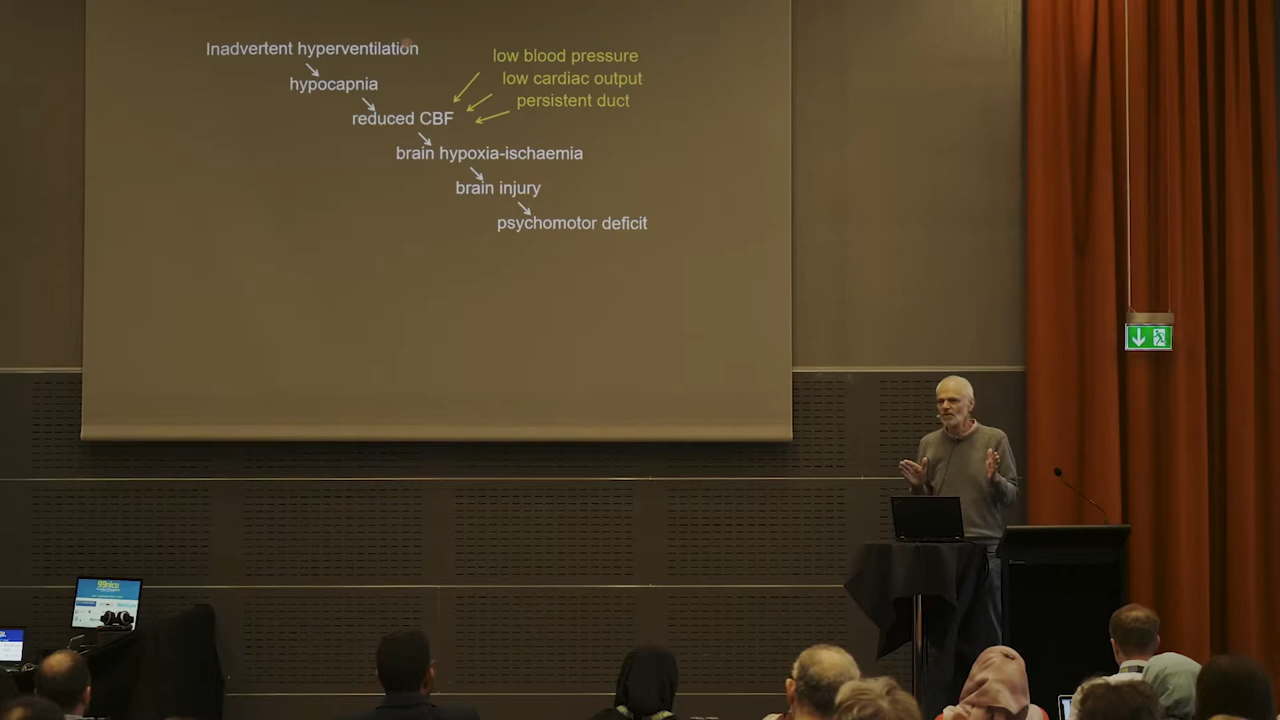 Inadvertent hyperventilation
hypocapnia
reduced CBF
brain hypoxia-ischaemia
brain injury
psychomotor deficit
low blood pressure
low cardiac output
persistent duct
99nicu